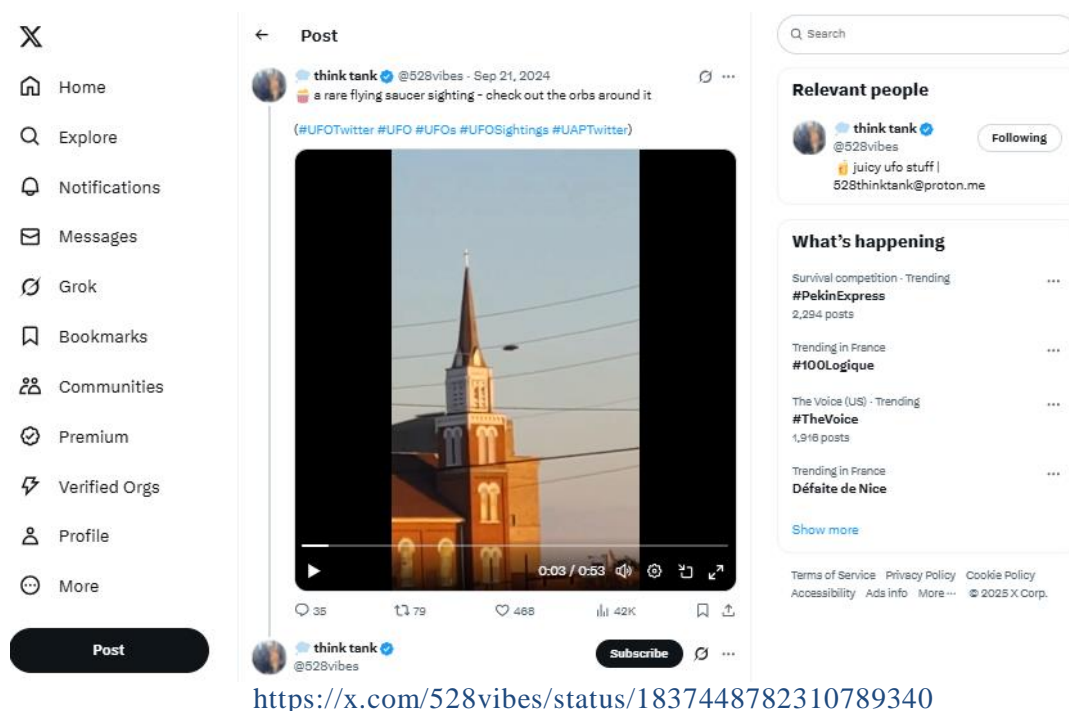 Home
Explore
Notifications
Messages
Grok
Bookmarks
Communities
Premium
Verified Orgs
Profile
More
Post
Post
think tank @528vibes · Sep 21, 2024
a rare flying saucer sighting - check out the orbs around it
(#UFOTwitter #UFO #UFOs #UFOSightings #UAPTwitter)
0:03 / 0:53
35 79 468 42K
think tank
@528vibes
Subscribe
Search
Relevant people
think tank
@528vibes
Following
juicy ufo stuff |
528thinktank@proton.me
What's happening
Survival competition · Trending
#PekinExpress
2,294 posts
Trending in France
#100Logique
The Voice (US) · Trending
#TheVoice
1,916 posts
Trending in France
Défaite de Nice
Show more
Terms of Service Privacy Policy Cookie Policy
Accessibility Ads info More ··· © 2025 X Corp.
https://x.com/528vibes/status/1837448782310789340